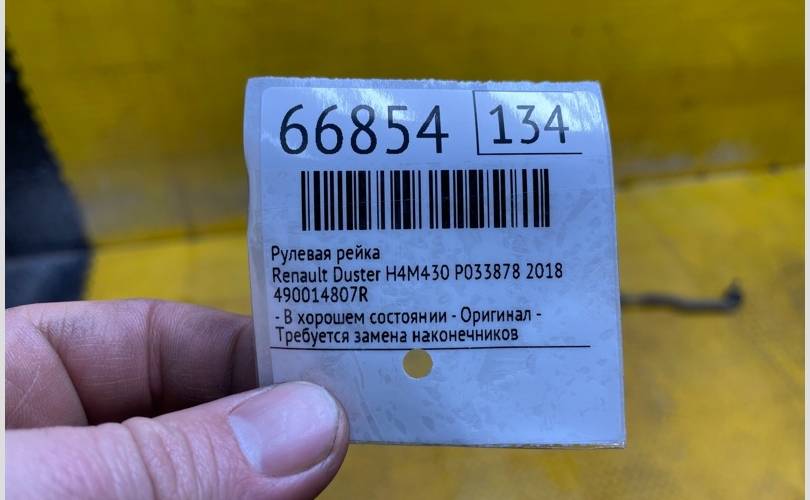 66854 134
Рулевая рейка
Renault Duster H4M430 P033878 2018
490014807R
- В хорошем состоянии - Оригинал -
Требуется замена наконечников